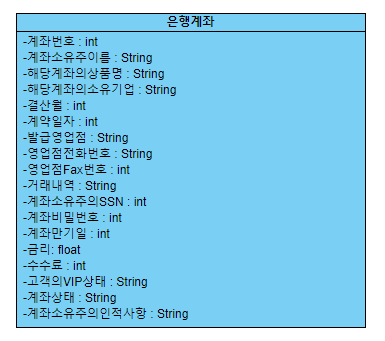 은행계좌
-계좌번호 : int
-계좌소유주이름 : String
-해당계좌의상품명 : String
-해당계좌의소유기업 : String
-결산월 : int
-계약일자 : int
-발급영업점 : String
-영업점전화번호 : String
-영업점Fax번호 : int
-거래내역 : String
-계좌소유주의SSN : int
-계좌비밀번호 : int
-계좌만기일 : int
-금리: float
-수수료 : int
-고객의VIP상태 : String
-계좌상태 : String
-계좌소유주의인적사항 : String